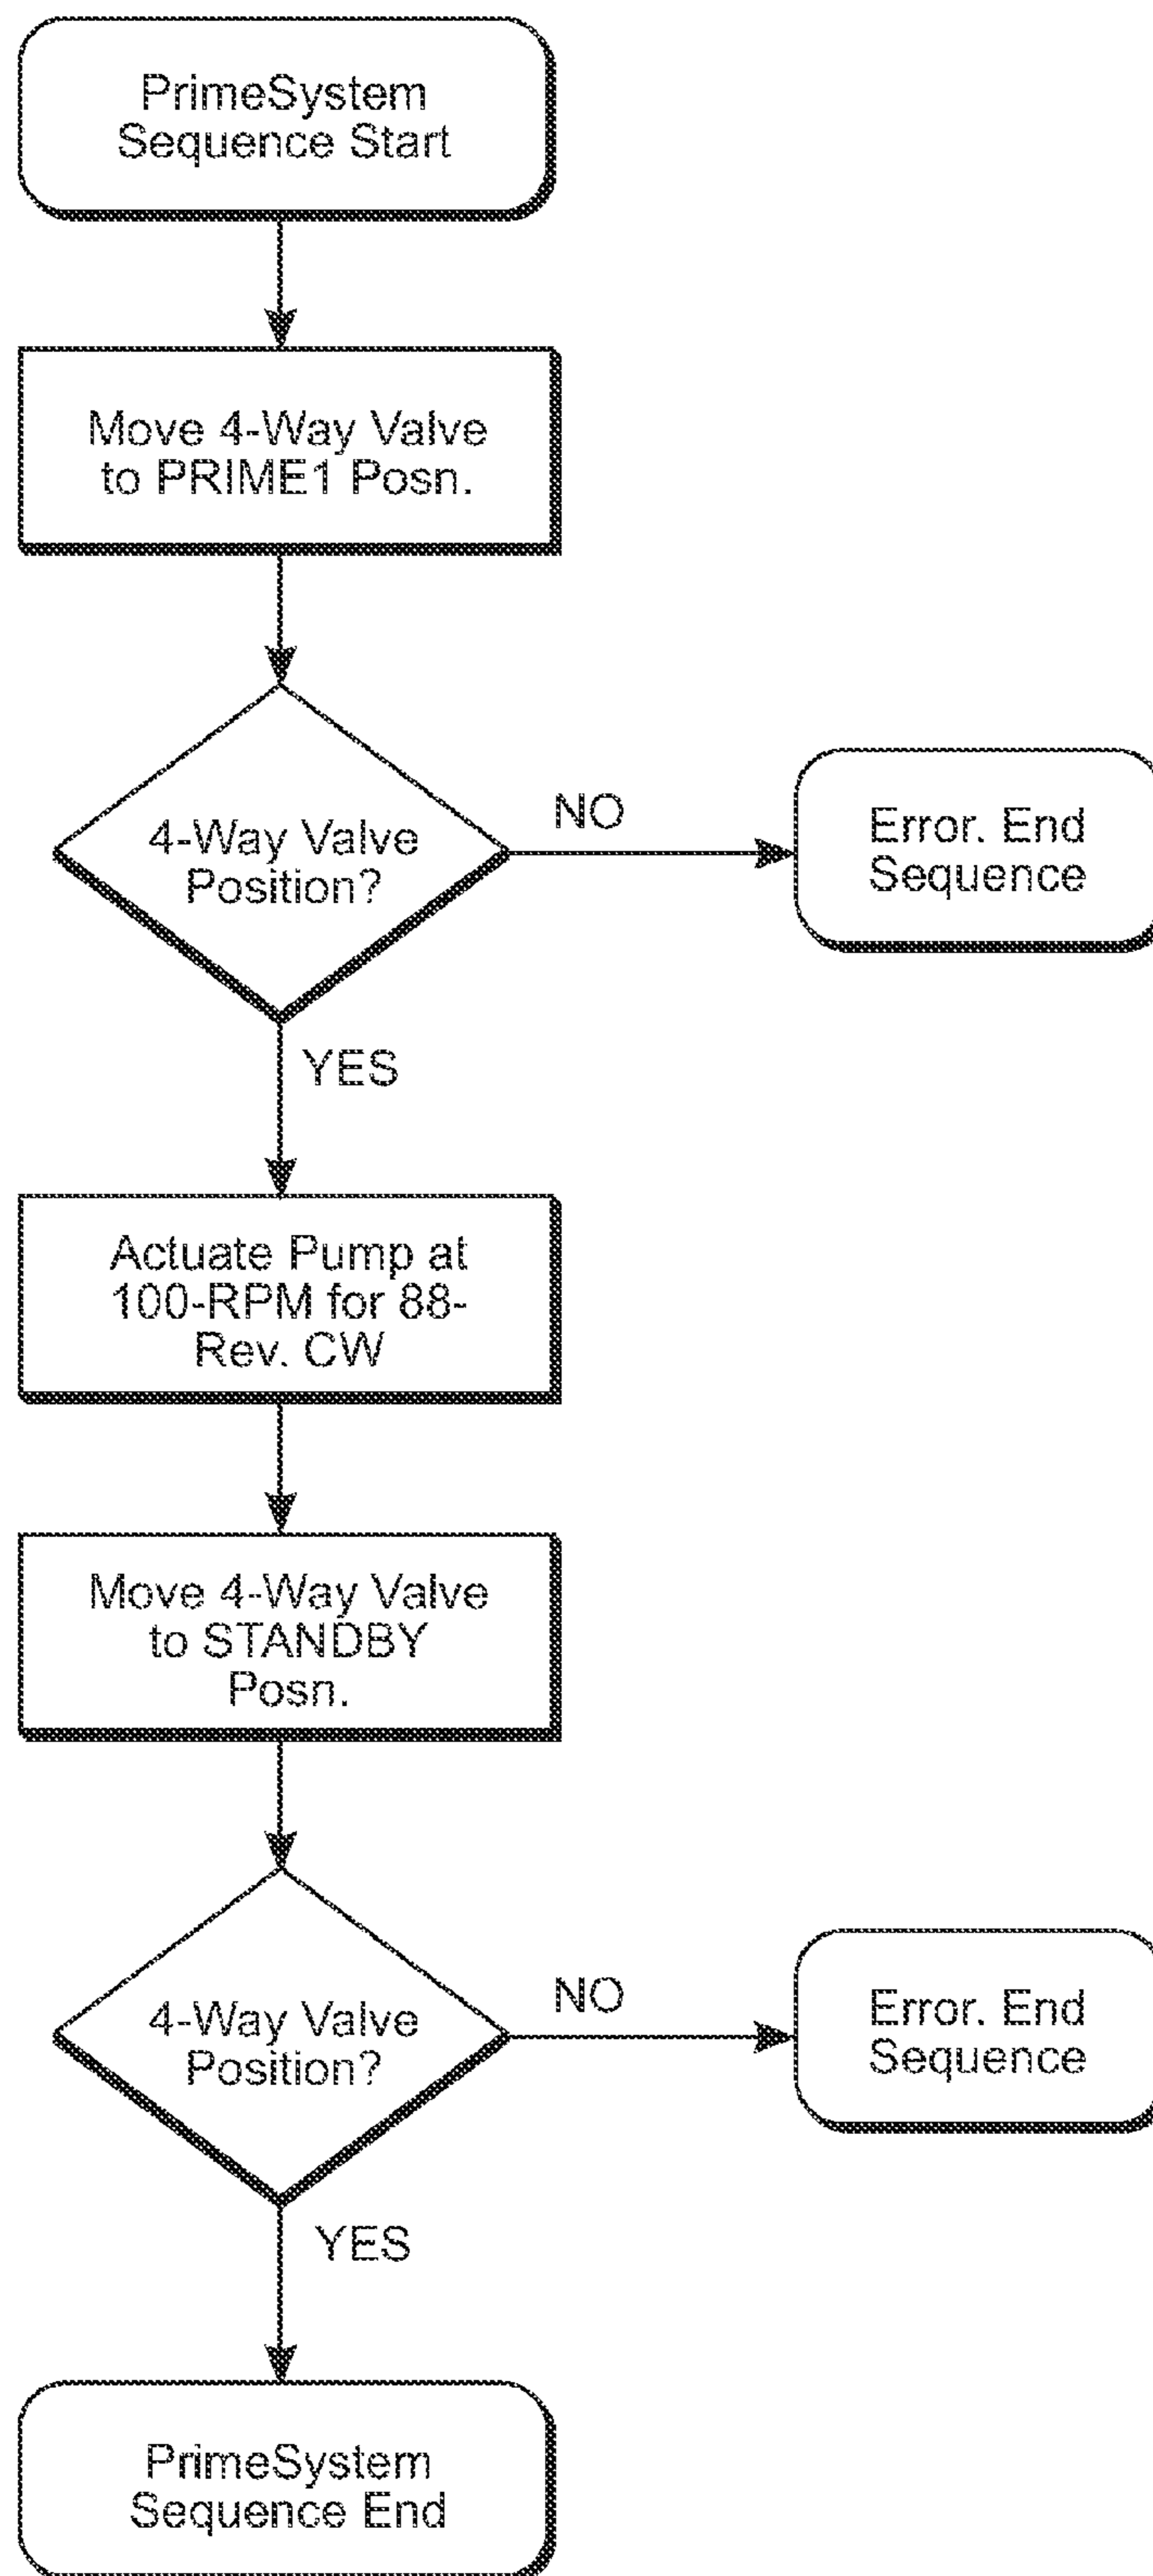 PrimeSystem
Sequence Start
Move 4-Way Valve
to PRIME1 Posn.
4-Way Valve
Position?
NO
Error. End
Sequence
YES
Actuate Pump at
100-RPM for 88-
Rev. CW
Move 4-Way Valve
to STANDBY
Posn.
4-Way Valve
Position?
NO
Error. End
Sequence
YES
PrimeSystem
Sequence End